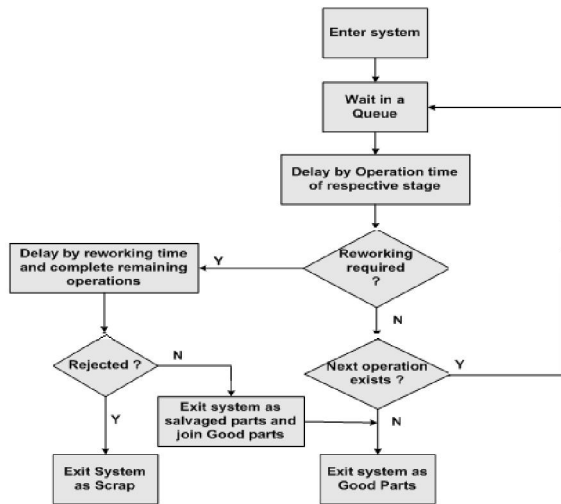 Enter system
Wait in a
Queue
Delay by Operation time
of respective stage
Reworking
required
?
Y
N
Delay by reworking time
and complete remaining
operations
Rejected ?
N
Y
Next operation
exists ?
Y
N
Exit system as
salvaged parts and
join Good parts
Exit System
as Scrap
Exit system as
Good Parts